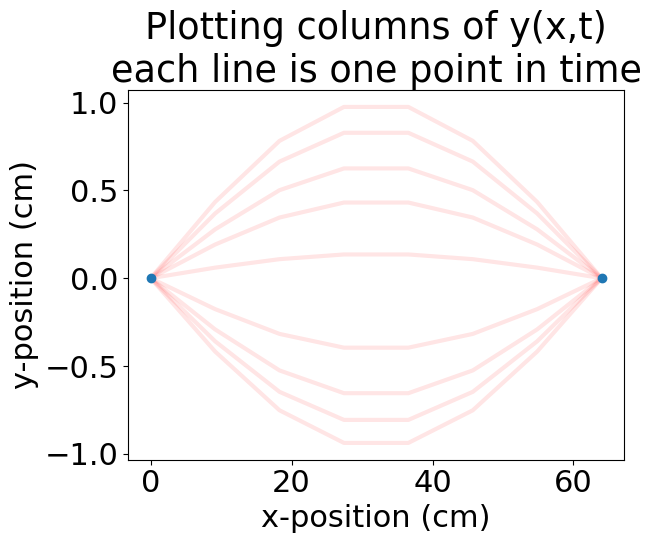 Plotting columns of y(x,t)
each line is one point in time
1.0
0.5
0.0
−0.5
−1.0
y-position (cm)
0 20 40 60
x-position (cm)